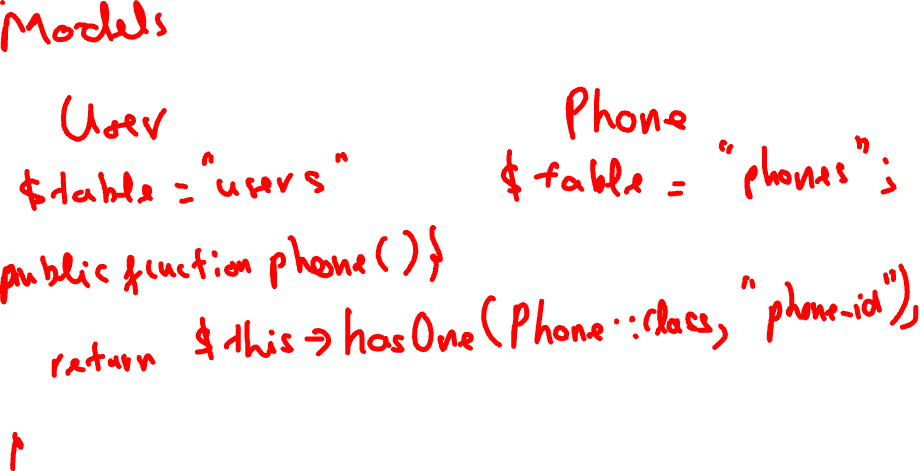 Models
User
Phone
$table = "users"
$table = "phones";
public function phone(){
return $this->hasOne(Phone::class, "phone_id"),